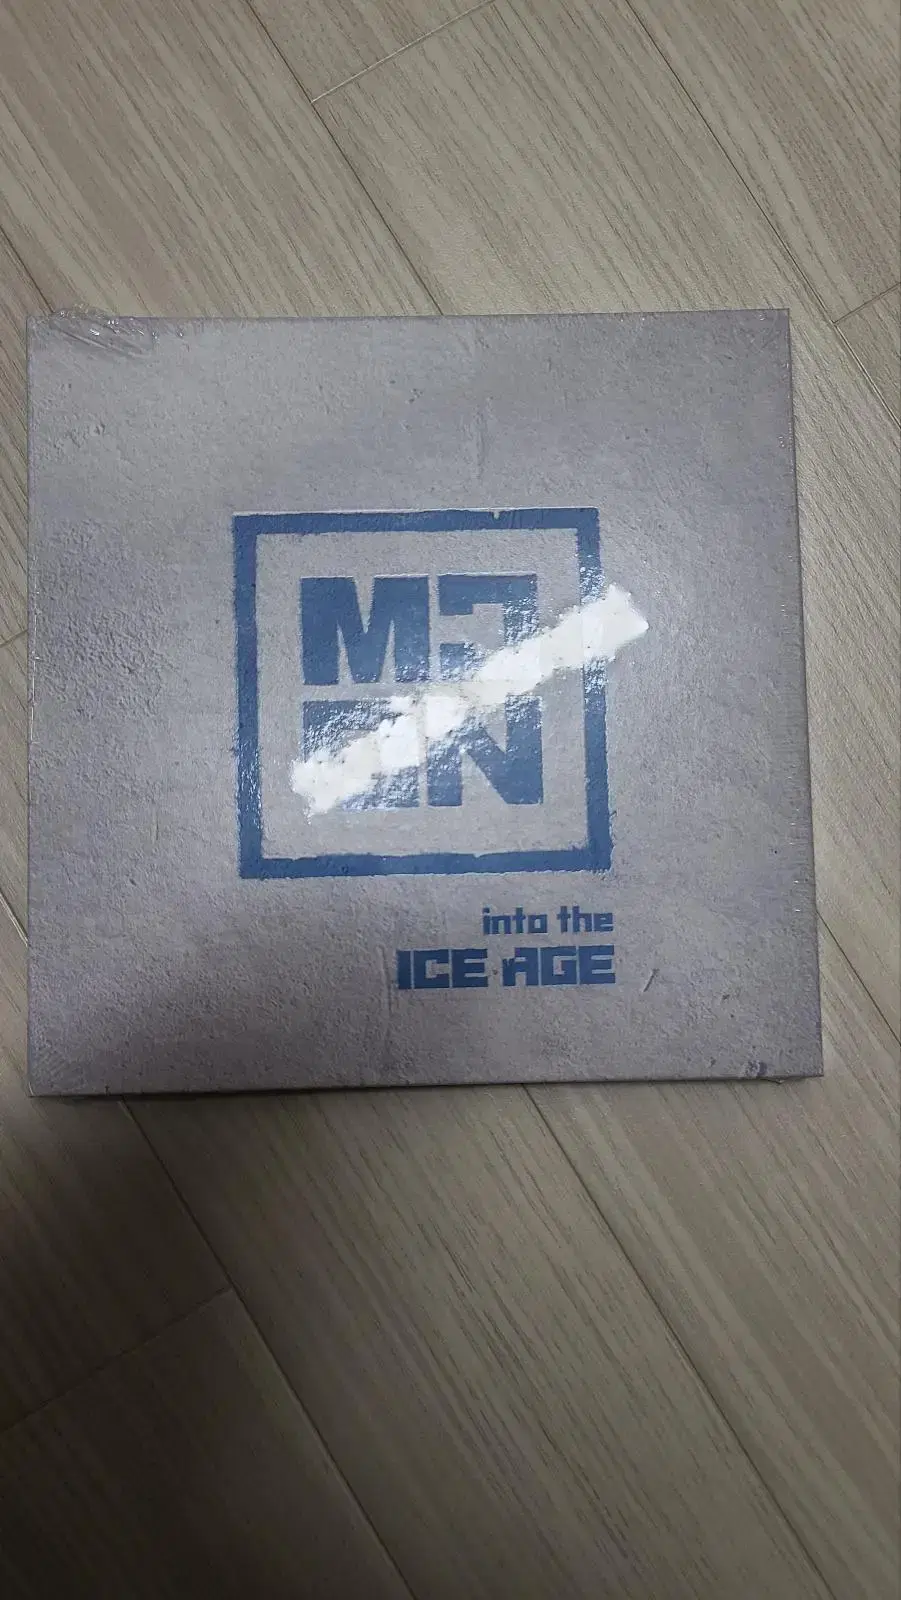 into the
ICE AGE